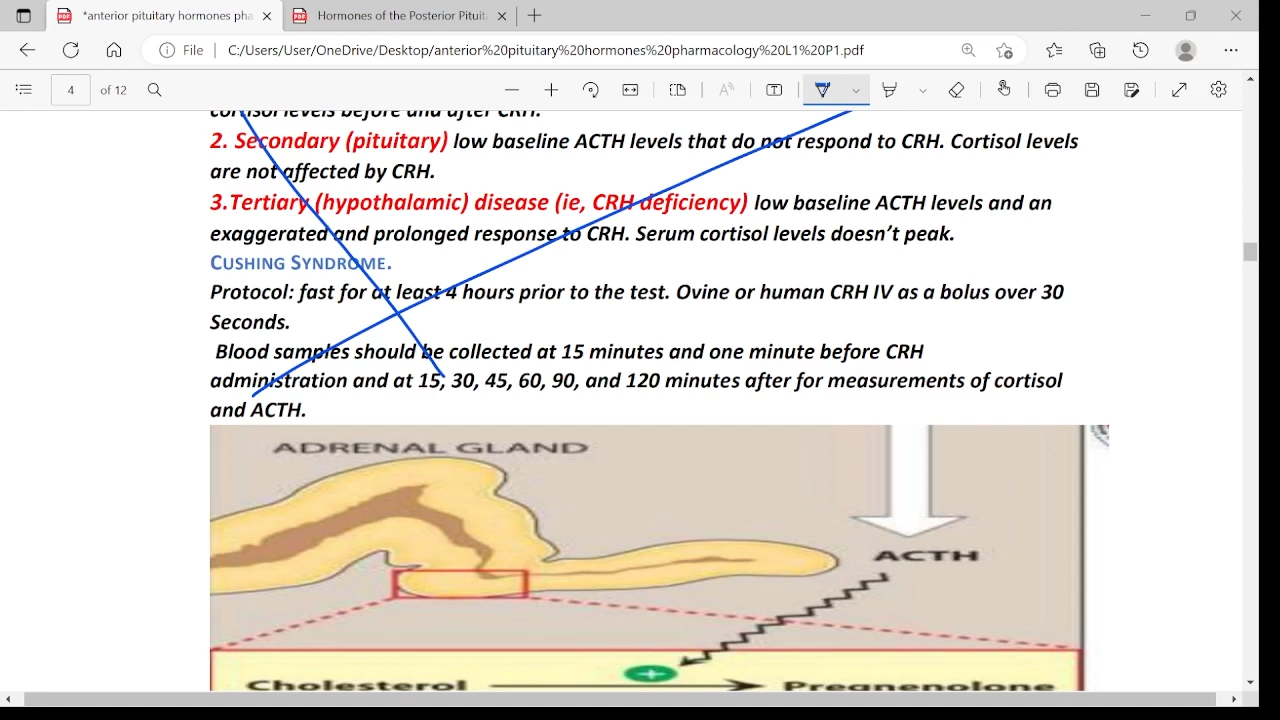 *anterior pituitary hormones pha
Hormones of the Posterior Pituit
File
C:/Users/User/OneDrive/Desktop/anterior%20pituitary%20hormones%20pharmacology%20L1%20P1.pdf
4 of 12
cortisol levels before and after CRH.
2. Secondary (pituitary) low baseline ACTH levels that do not respond to CRH. Cortisol levels
are not affected by CRH.
3.Tertiary (hypothalamic) disease (ie, CRH deficiency) low baseline ACTH levels and an
exaggerated and prolonged response to CRH. Serum cortisol levels doesn’t peak.
CUSHING SYNDROME.
Protocol: fast for at least 4 hours prior to the test. Ovine or human CRH IV as a bolus over 30
Seconds.
Blood samples should be collected at 15 minutes and one minute before CRH
administration and at 15, 30, 45, 60, 90, and 120 minutes after for measurements of cortisol
and ACTH.
ADRENAL GLAND
ACTH
+
Cholesterol
Pregnenolone